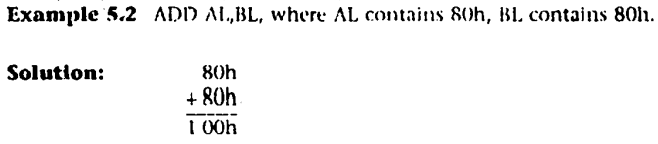 Example 5.2 ADD AL,BL, where AL contains 80h, BL contains 80h.
Solution: 80h
+ 80h
1 00h